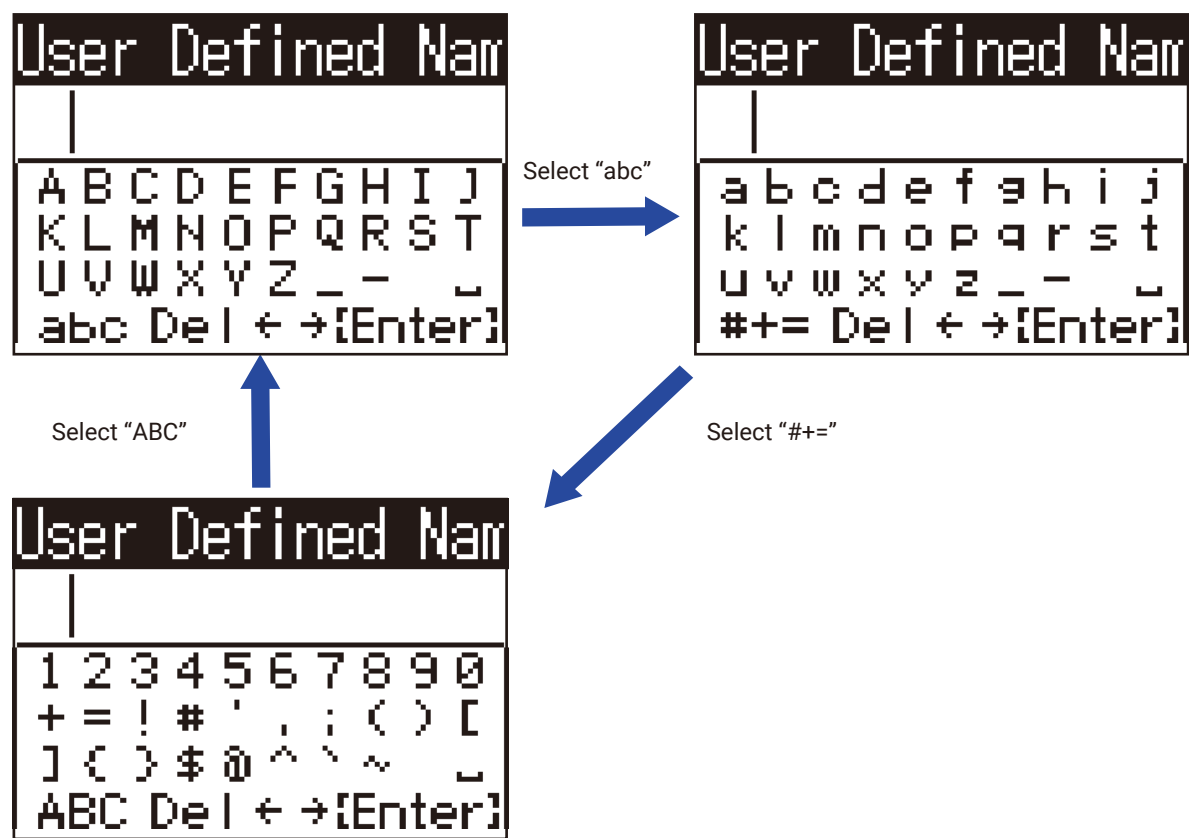 User Defined Nam
A B C D E F G H I J
K L M N O P Q R S T
U V W X Y Z _ - ␣
abc Del ← → [Enter]
Select “abc”
User Defined Nam
a b c d e f g h i j
k l m n o p q r s t
u v w x y z _ - ␣
#+= Del ← → [Enter]
Select “ABC”
Select “#+=”
User Defined Nam
1 2 3 4 5 6 7 8 9 0
+ = ! # ' , ; ( ) [
] { } $ @ ^ ` ~ ␣
ABC Del ← → [Enter]